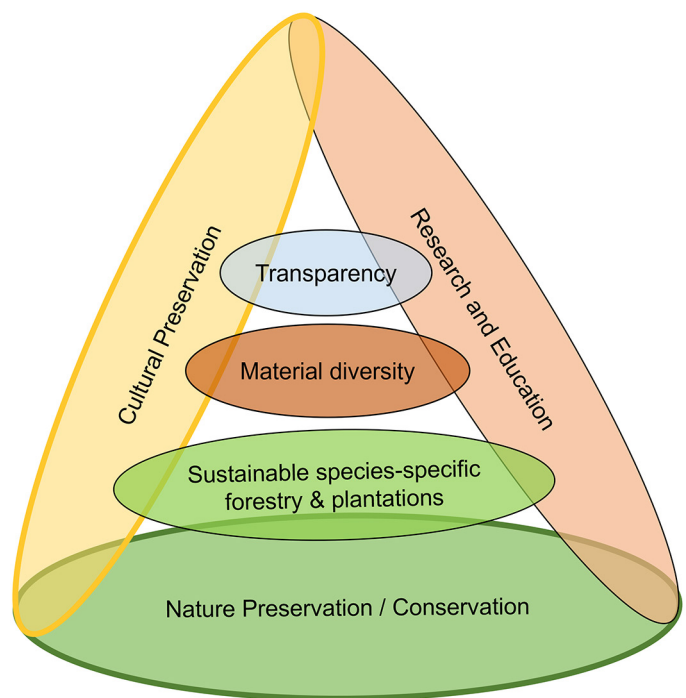 Cultural Preservation
Research and Education
Transparency
Material diversity
Sustainable species-specific
forestry & plantations
Nature Preservation / Conservation